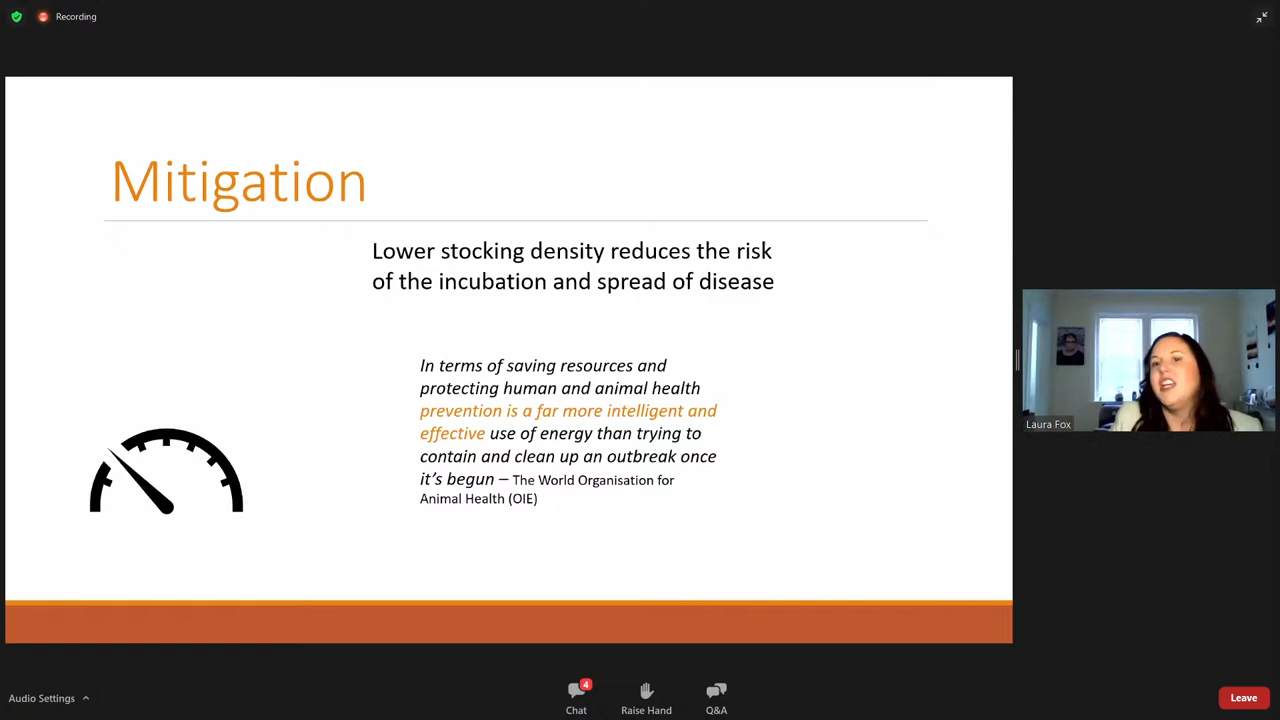 Recording
Mitigation
Lower stocking density reduces the risk
of the incubation and spread of disease
In terms of saving resources and
protecting human and animal health
prevention is a far more intelligent and
effective use of energy than trying to
contain and clean up an outbreak once
it's begun – The World Organisation for
Animal Health (OIE)
Laura Fox
Audio Settings
4
Chat
Raise Hand
Q&A
Leave